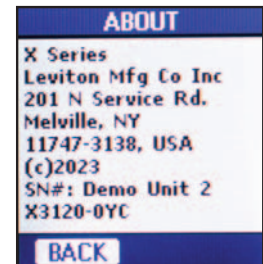 ABOUT
X Series
Leviton Mfg Co Inc
201 N Service Rd.
Melville, NY
11747-3138, USA
(c)2023
SN#: Demo Unit 2
X3120-0YC
BACK